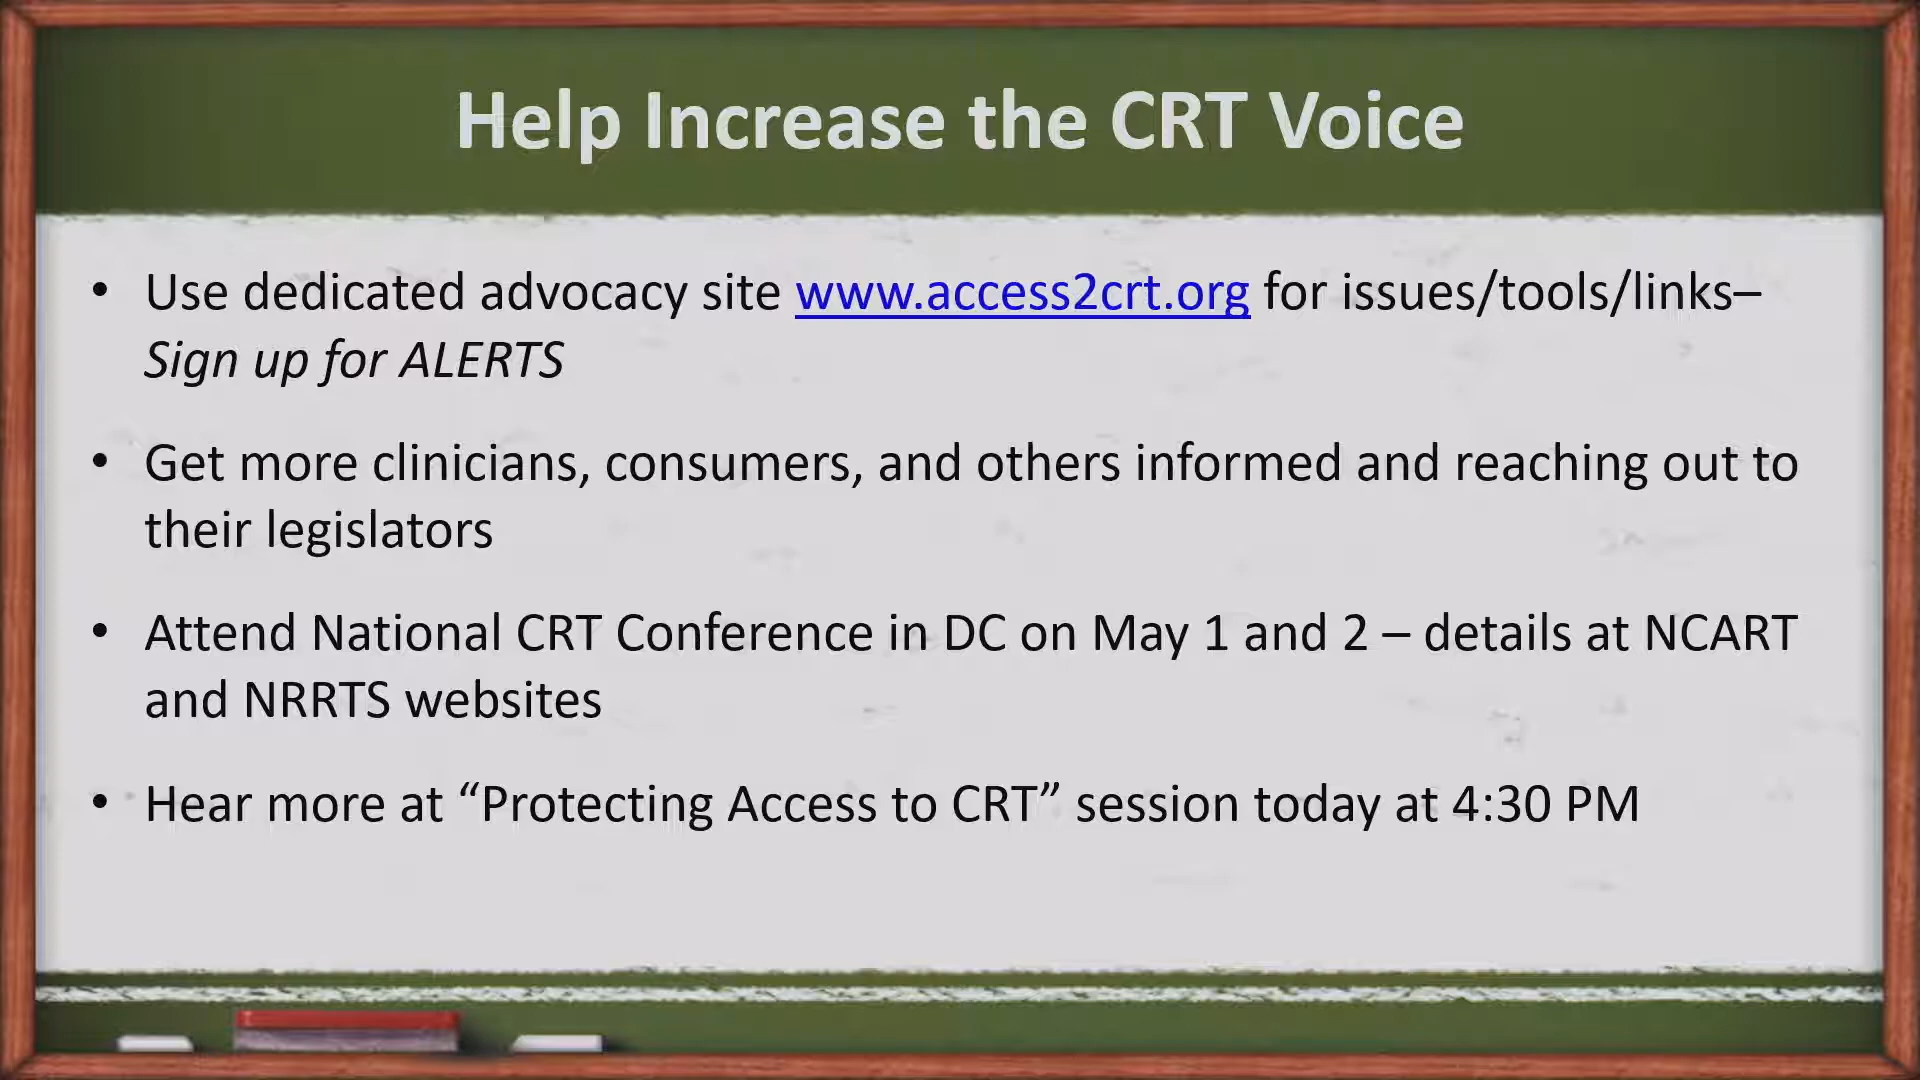 Help Increase the CRT Voice
• Use dedicated advocacy site www.access2crt.org for issues/tools/links–
Sign up for ALERTS
• Get more clinicians, consumers, and others informed and reaching out to
their legislators
• Attend National CRT Conference in DC on May 1 and 2 – details at NCART
and NRRTS websites
• Hear more at “Protecting Access to CRT” session today at 4:30 PM